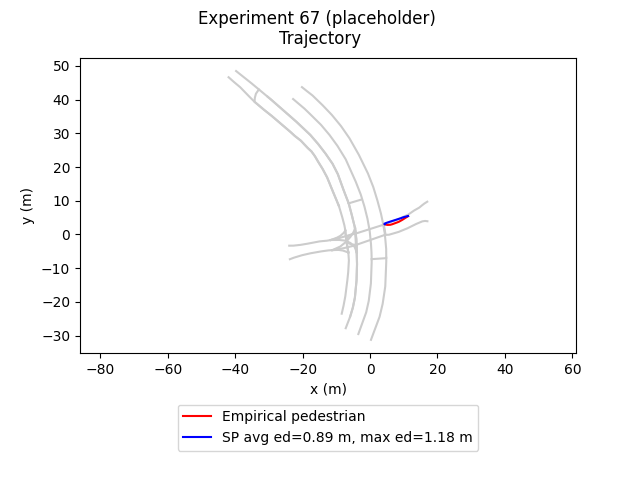 Experiment 67 (placeholder)
Trajectory
50
40
30
20
10
0
−10
−20
−30
y (m)
−80 −60 −40 −20 0 20 40 60
x (m)
Empirical pedestrian
SP avg ed=0.89 m, max ed=1.18 m